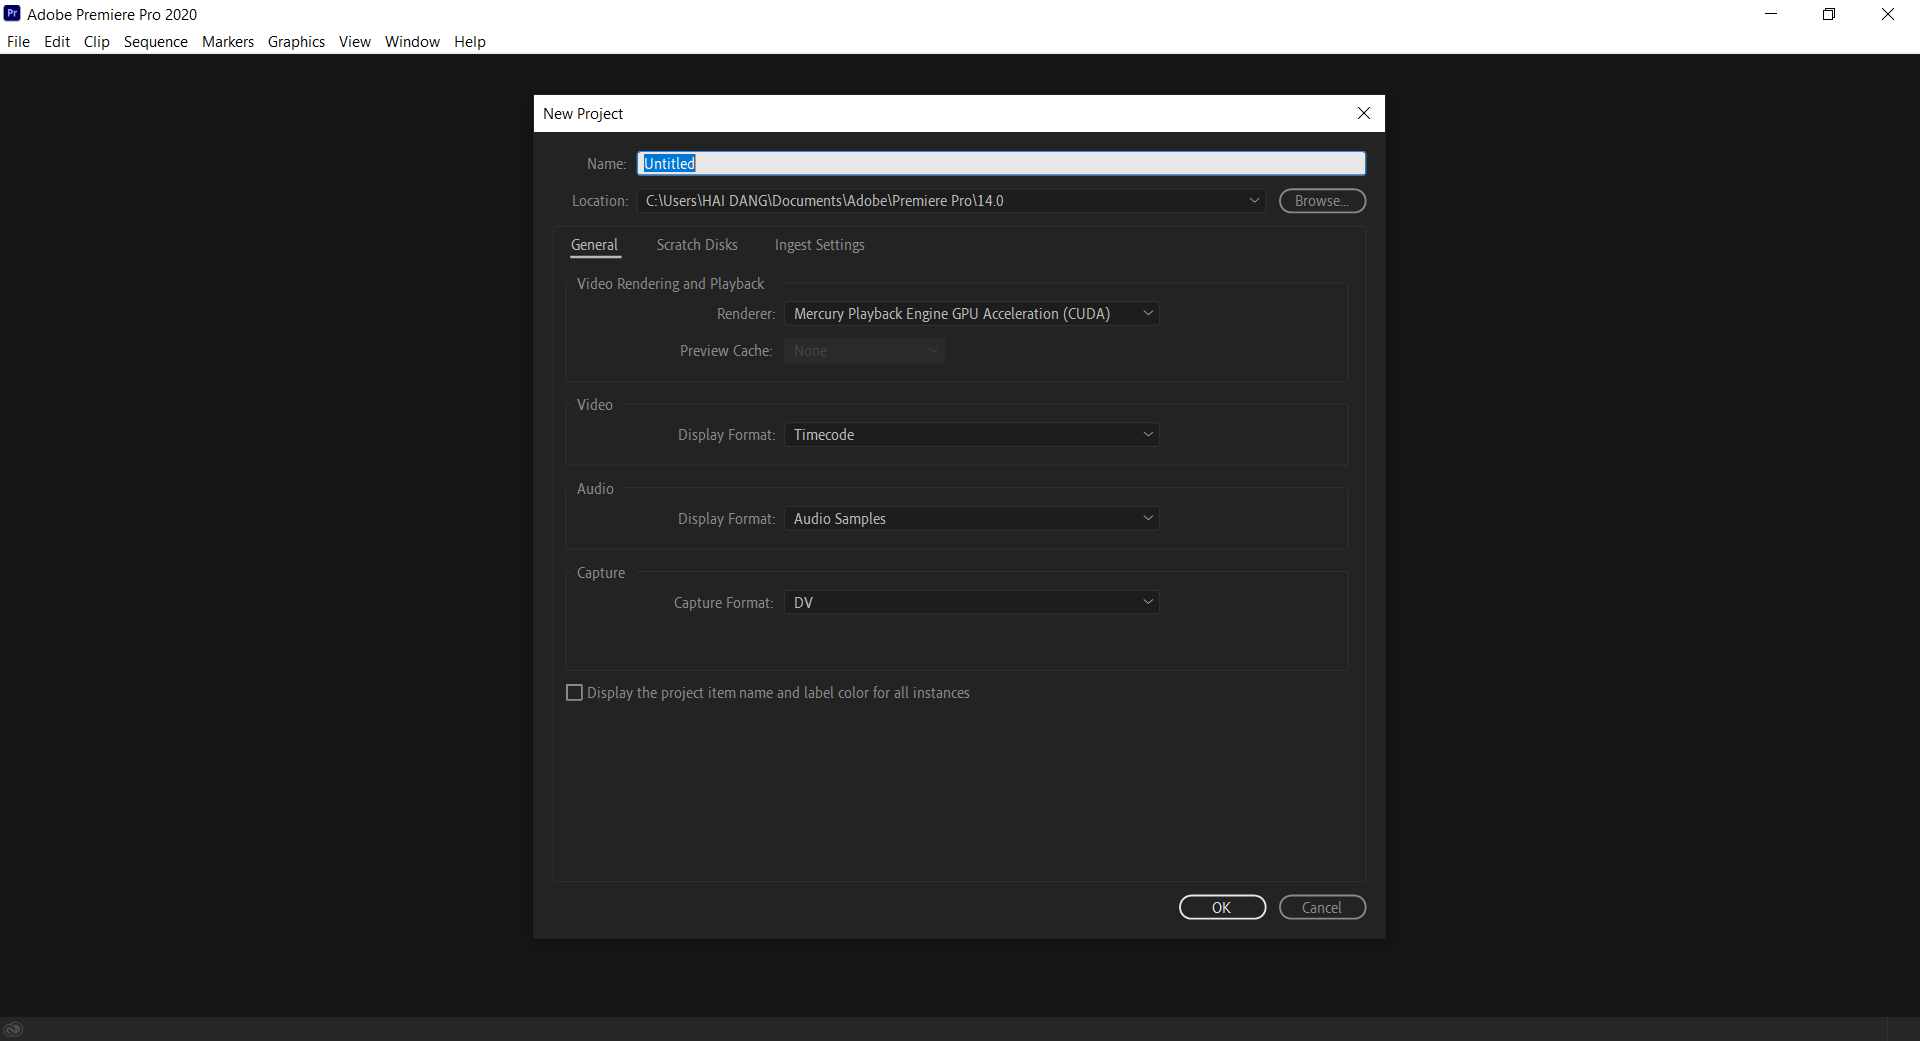 Pr Adobe Premiere Pro 2020
File Edit Clip Sequence Markers Graphics View Window Help
New Project
Name: Untitled
Location: C:\Users\HAI DANG\Documents\Adobe\Premiere Pro\14.0 Browse...
General Scratch Disks Ingest Settings
Video Rendering and Playback
Renderer: Mercury Playback Engine GPU Acceleration (CUDA)
Preview Cache: None
Video
Display Format: Timecode
Audio
Display Format: Audio Samples
Capture
Capture Format: DV
Display the project item name and label color for all instances
OK Cancel